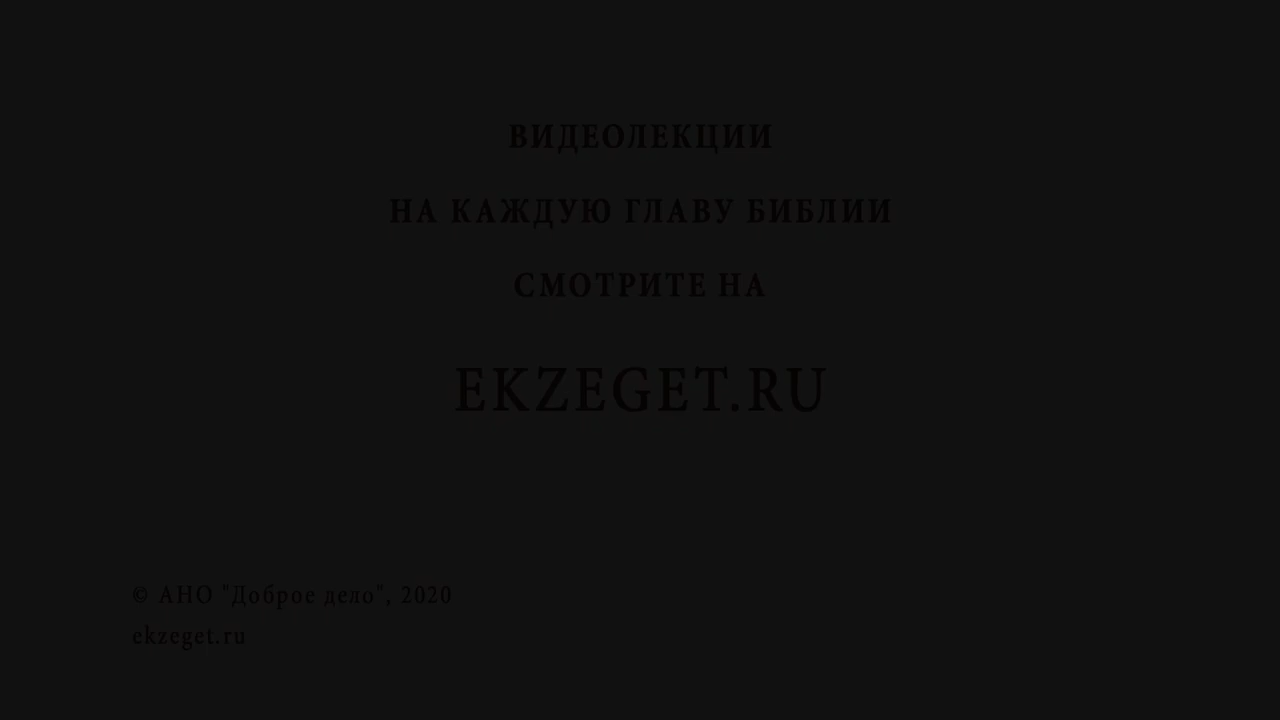 ВИДЕОЛЕКЦИИ
НА КАЖДУЮ ГЛАВУ БИБЛИИ
СМОТРИТЕ НА
EKZEGET.RU
© АНО "Доброе дело", 2020
ekzeget.ru